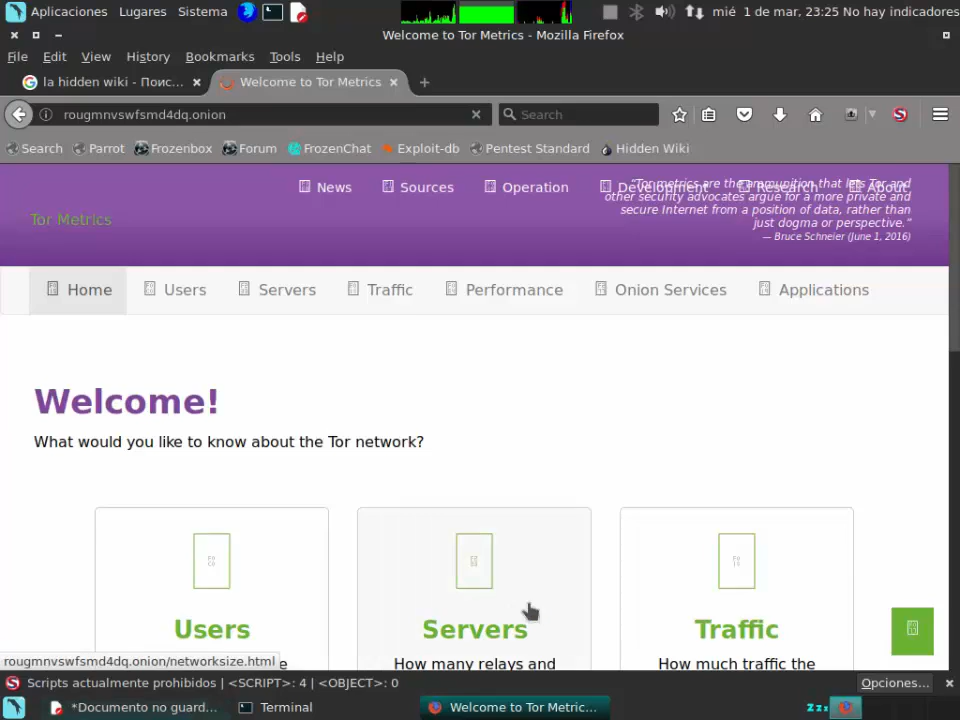 Aplicaciones Lugares Sistema mié 1 de mar, 23:25 No hay indicadores
Welcome to Tor Metrics - Mozilla Firefox
File Edit View History Bookmarks Tools Help
la hidden wiki - Поис... Welcome to Tor Metrics
rougmnvswfsmd4dq.onion Search
Search Parrot Frozenbox Forum FrozenChat Exploit-db Pentest Standard Hidden Wiki
News Sources Operation Development Research About
"Tor metrics are the ammunition that lets Tor and
other security advocates argue for a more private and
secure Internet from a position of data, rather than
just dogma or perspective."
— Bruce Schneier (June 1, 2016)
Tor Metrics
Home Users Servers Traffic Performance Onion Services Applications
Welcome!
What would you like to know about the Tor network?
Users Servers Traffic
How many relays and How much traffic the
rougmnvswfsmd4dq.onion/networksize.html
Scripts actualmente prohibidos | <SCRIPT>: 4 | <OBJECT>: 0 Opciones...
*Documento no guard... Terminal Welcome to Tor Metric... zzz